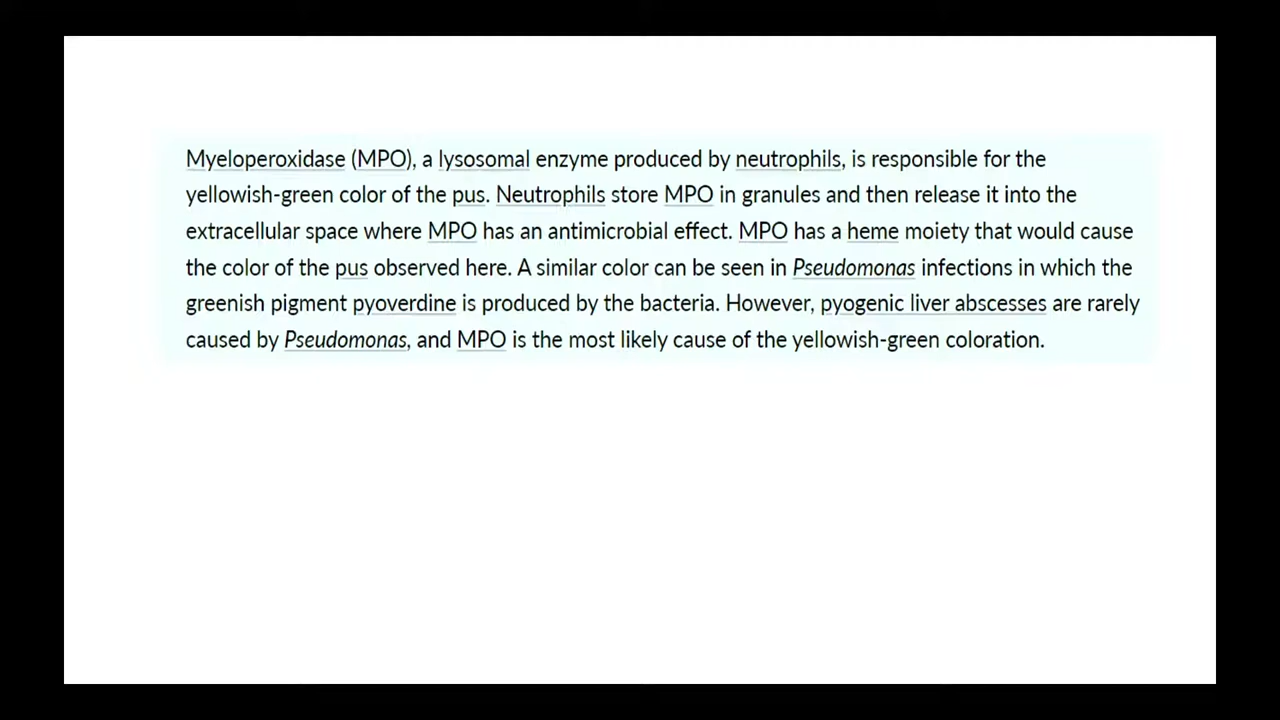 Myeloperoxidase (MPO), a lysosomal enzyme produced by neutrophils, is responsible for the
yellowish-green color of the pus. Neutrophils store MPO in granules and then release it into the
extracellular space where MPO has an antimicrobial effect. MPO has a heme moiety that would cause
the color of the pus observed here. A similar color can be seen in Pseudomonas infections in which the
greenish pigment pyoverdine is produced by the bacteria. However, pyogenic liver abscesses are rarely
caused by Pseudomonas, and MPO is the most likely cause of the yellowish-green coloration.